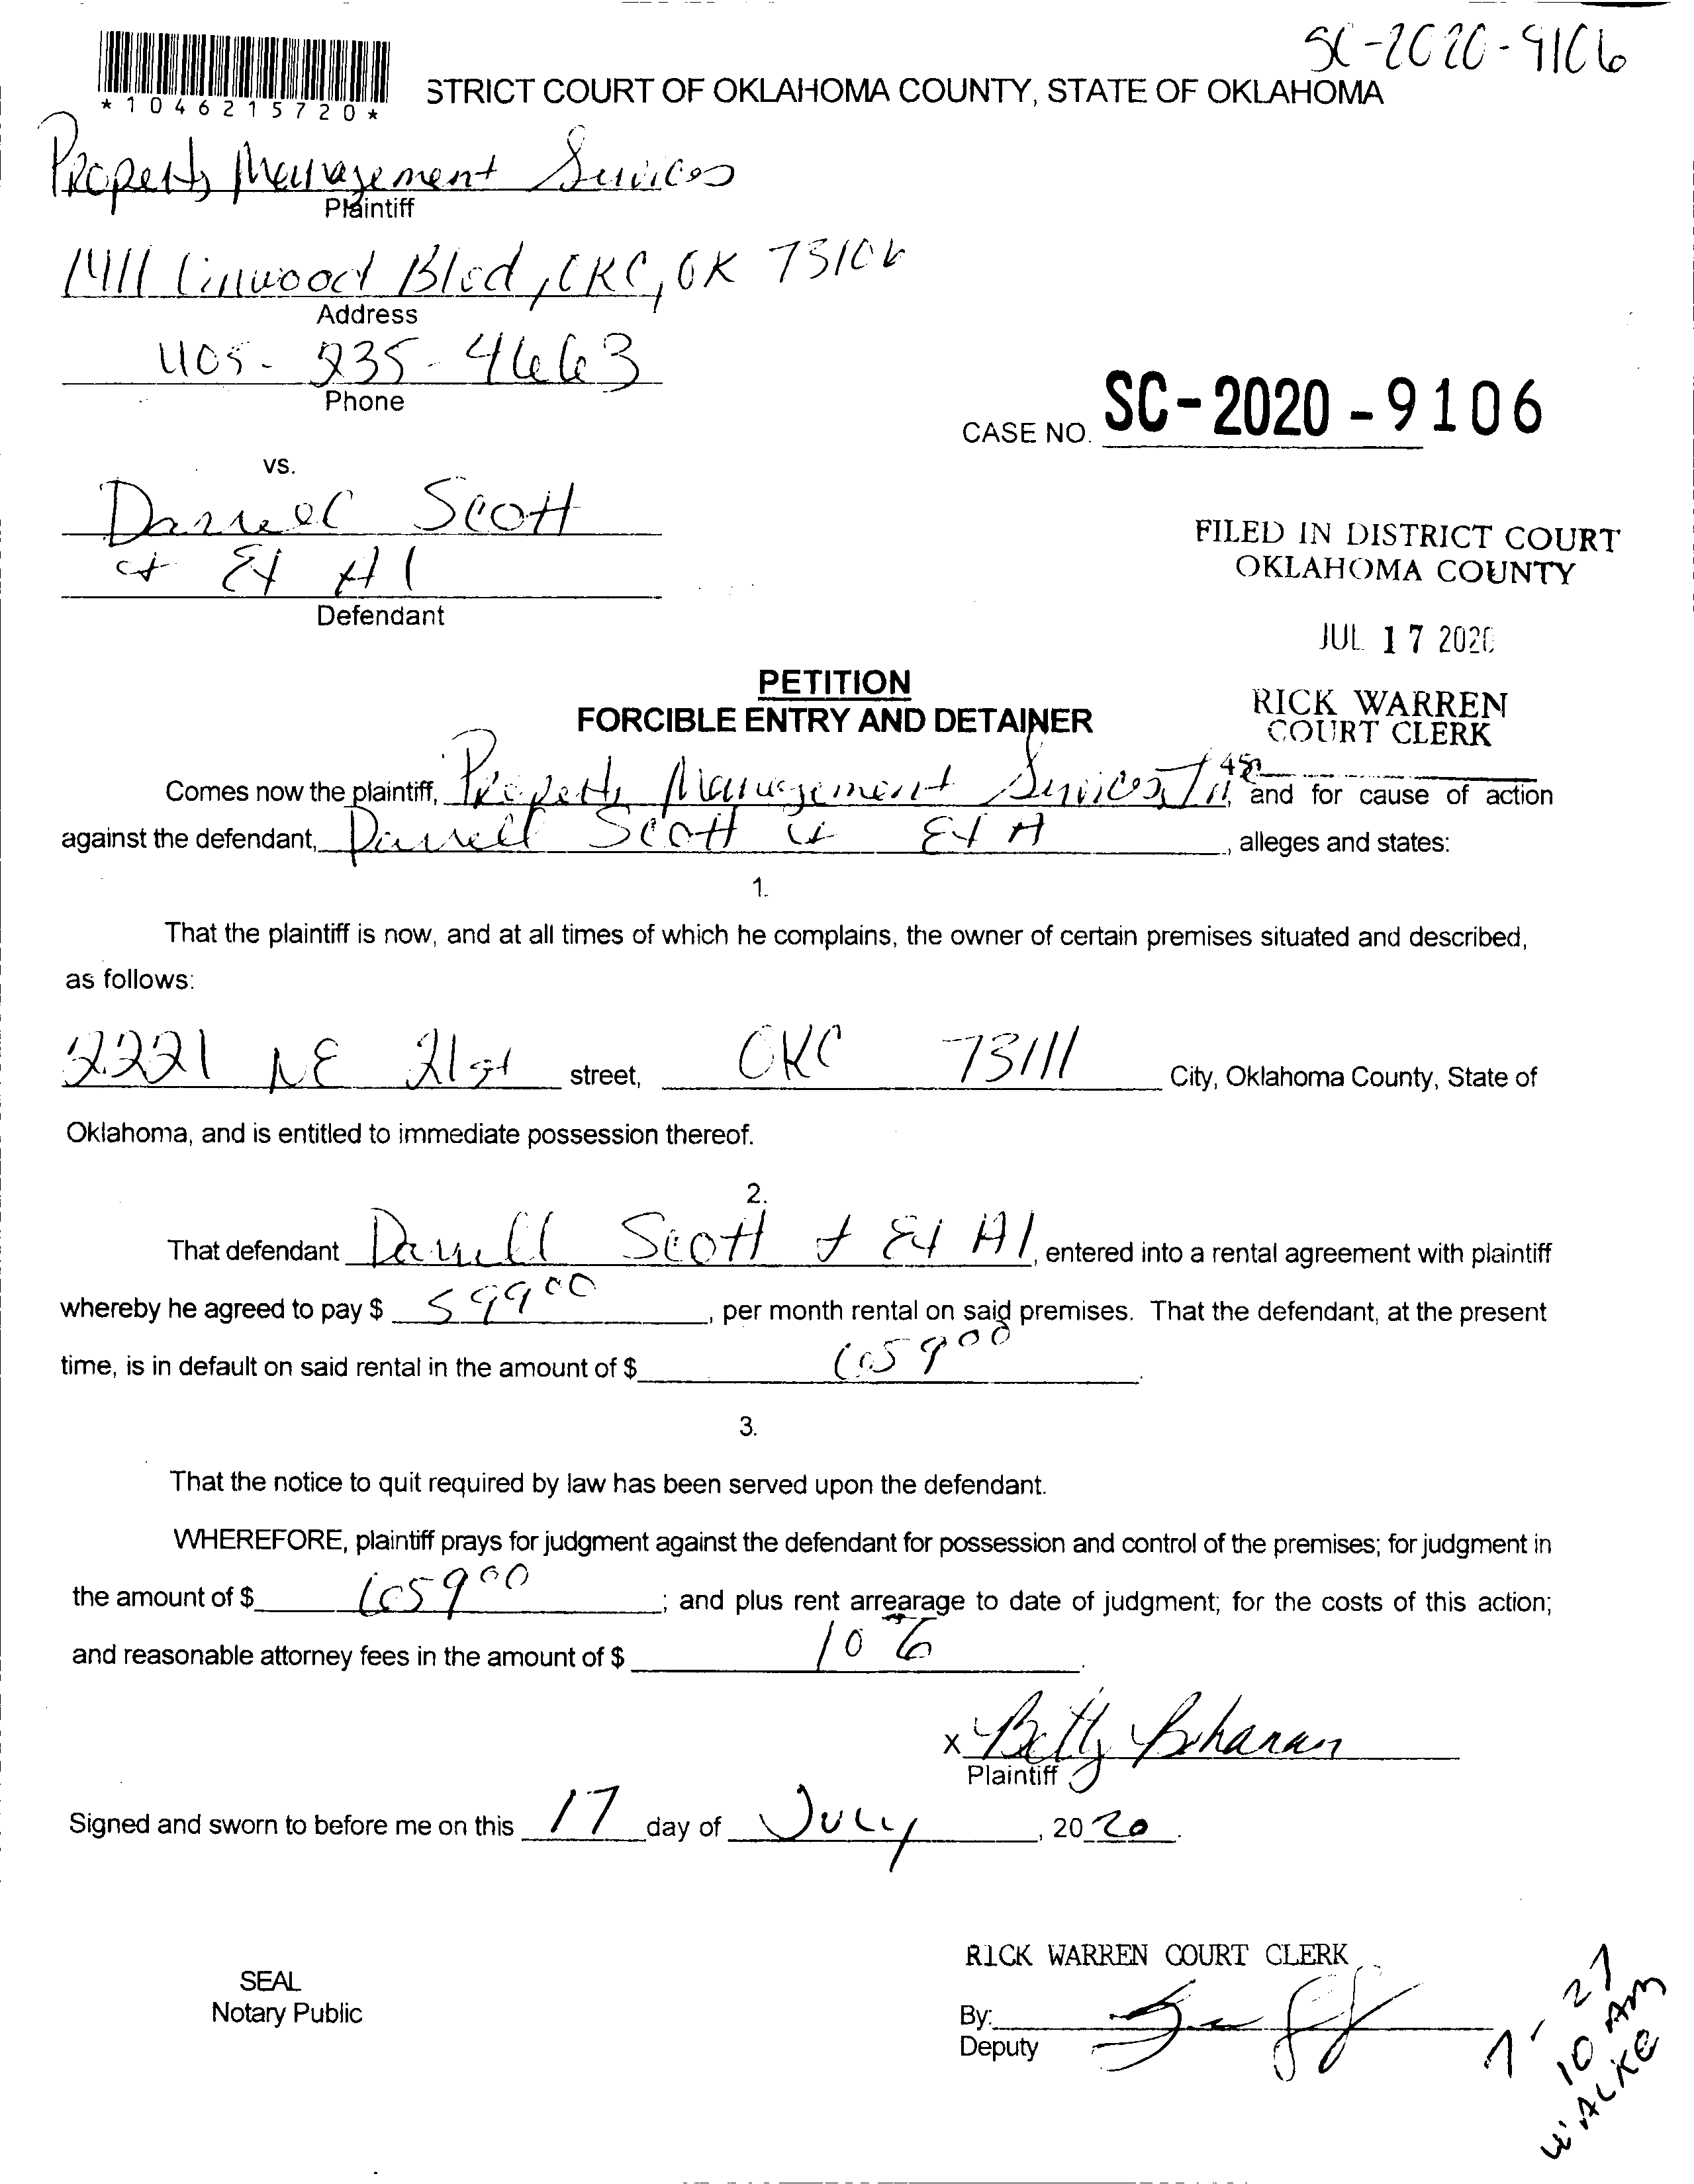 SC-2020-9106
*1046215720*
STRICT COURT OF OKLAHOMA COUNTY, STATE OF OKLAHOMA
Property Management Services
Plaintiff
1411 Linwood Blvd, OKC, OK 73106
Address
405-235-4663
Phone
CASE NO. SC-2020-9106
vs.
Darrell Scott
+ Et Al
Defendant
FILED IN DISTRICT COURT
OKLAHOMA COUNTY
JUL 17 2020
RICK WARREN
COURT CLERK
PETITION
FORCIBLE ENTRY AND DETAINER
45
Comes now the plaintiff, Property Management Services, Inc, and for cause of action
against the defendant, Darrell Scott + Et A, alleges and states:
1.
That the plaintiff is now, and at all times of which he complains, the owner of certain premises situated and described,
as follows:
2221 NE 21st street, OKC 73111 City, Oklahoma County, State of
Oklahoma, and is entitled to immediate possession thereof.
2.
That defendant Darrell Scott + Et Al, entered into a rental agreement with plaintiff
whereby he agreed to pay $ 599 00, per month rental on said premises. That the defendant, at the present
time, is in default on said rental in the amount of $ 659 00.
3.
That the notice to quit required by law has been served upon the defendant.
WHEREFORE, plaintiff prays for judgment against the defendant for possession and control of the premises; for judgment in
the amount of $ 659 00; and plus rent arrearage to date of judgment; for the costs of this action;
and reasonable attorney fees in the amount of $
x Betty Bohanan
Plaintiff
Signed and sworn to before me on this 17 day of July, 2020.
SEAL
Notary Public
RICK WARREN COURT CLERK
By:
Deputy
7-27
10 AM
WALKE